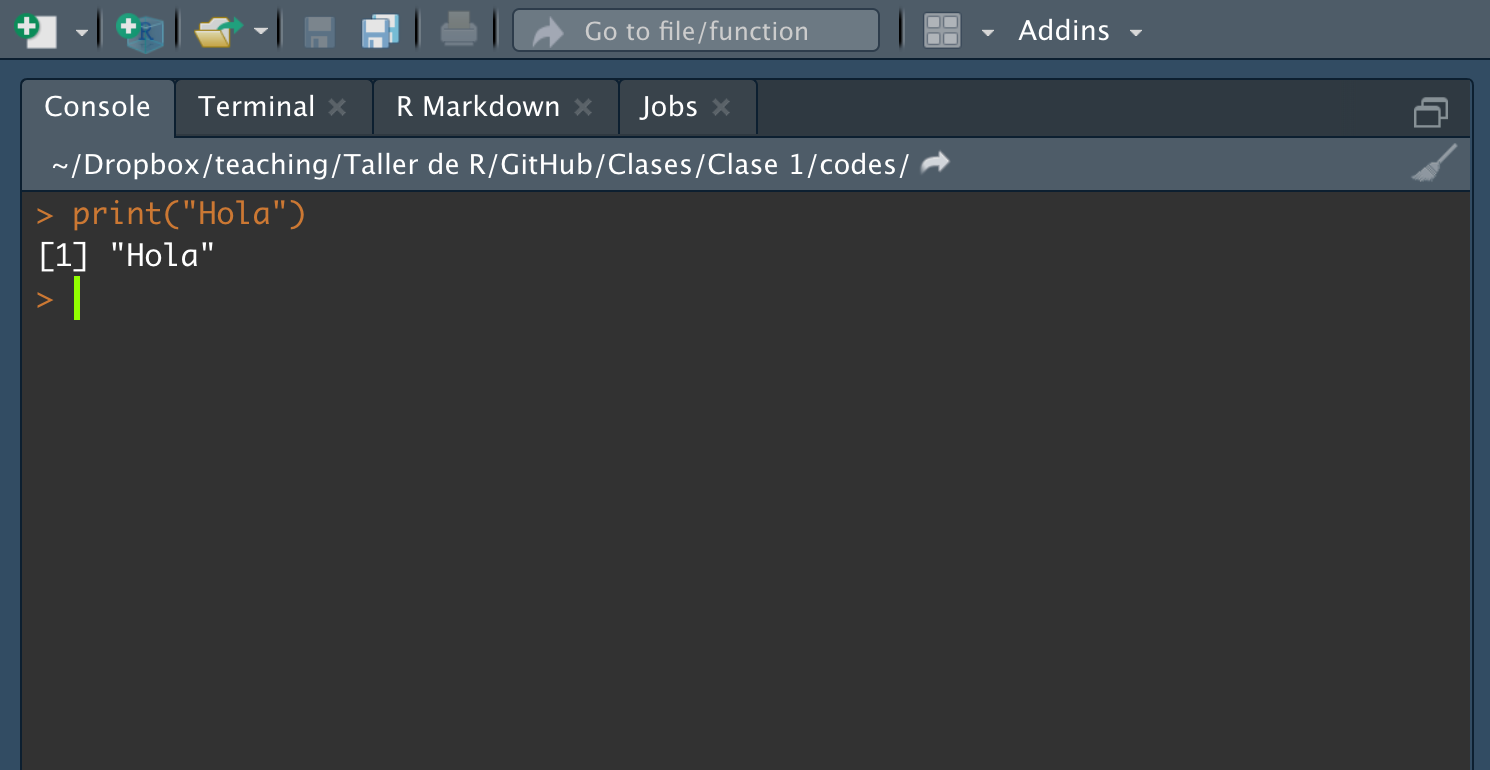 Go to file/function
Addins
Console Terminal R Markdown Jobs
~/Dropbox/teaching/Taller de R/GitHub/Clases/Clase 1/codes/
> print("Hola")
[1] "Hola"
>